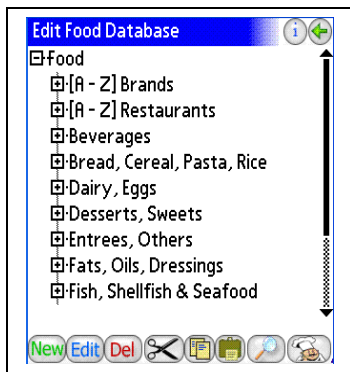 Edit Food Database
i
Food
[A - Z] Brands
[A - Z] Restaurants
Beverages
Bread, Cereal, Pasta, Rice
Dairy, Eggs
Desserts, Sweets
Entrees, Others
Fats, Oils, Dressings
Fish, Shellfish & Seafood
New Edit Del